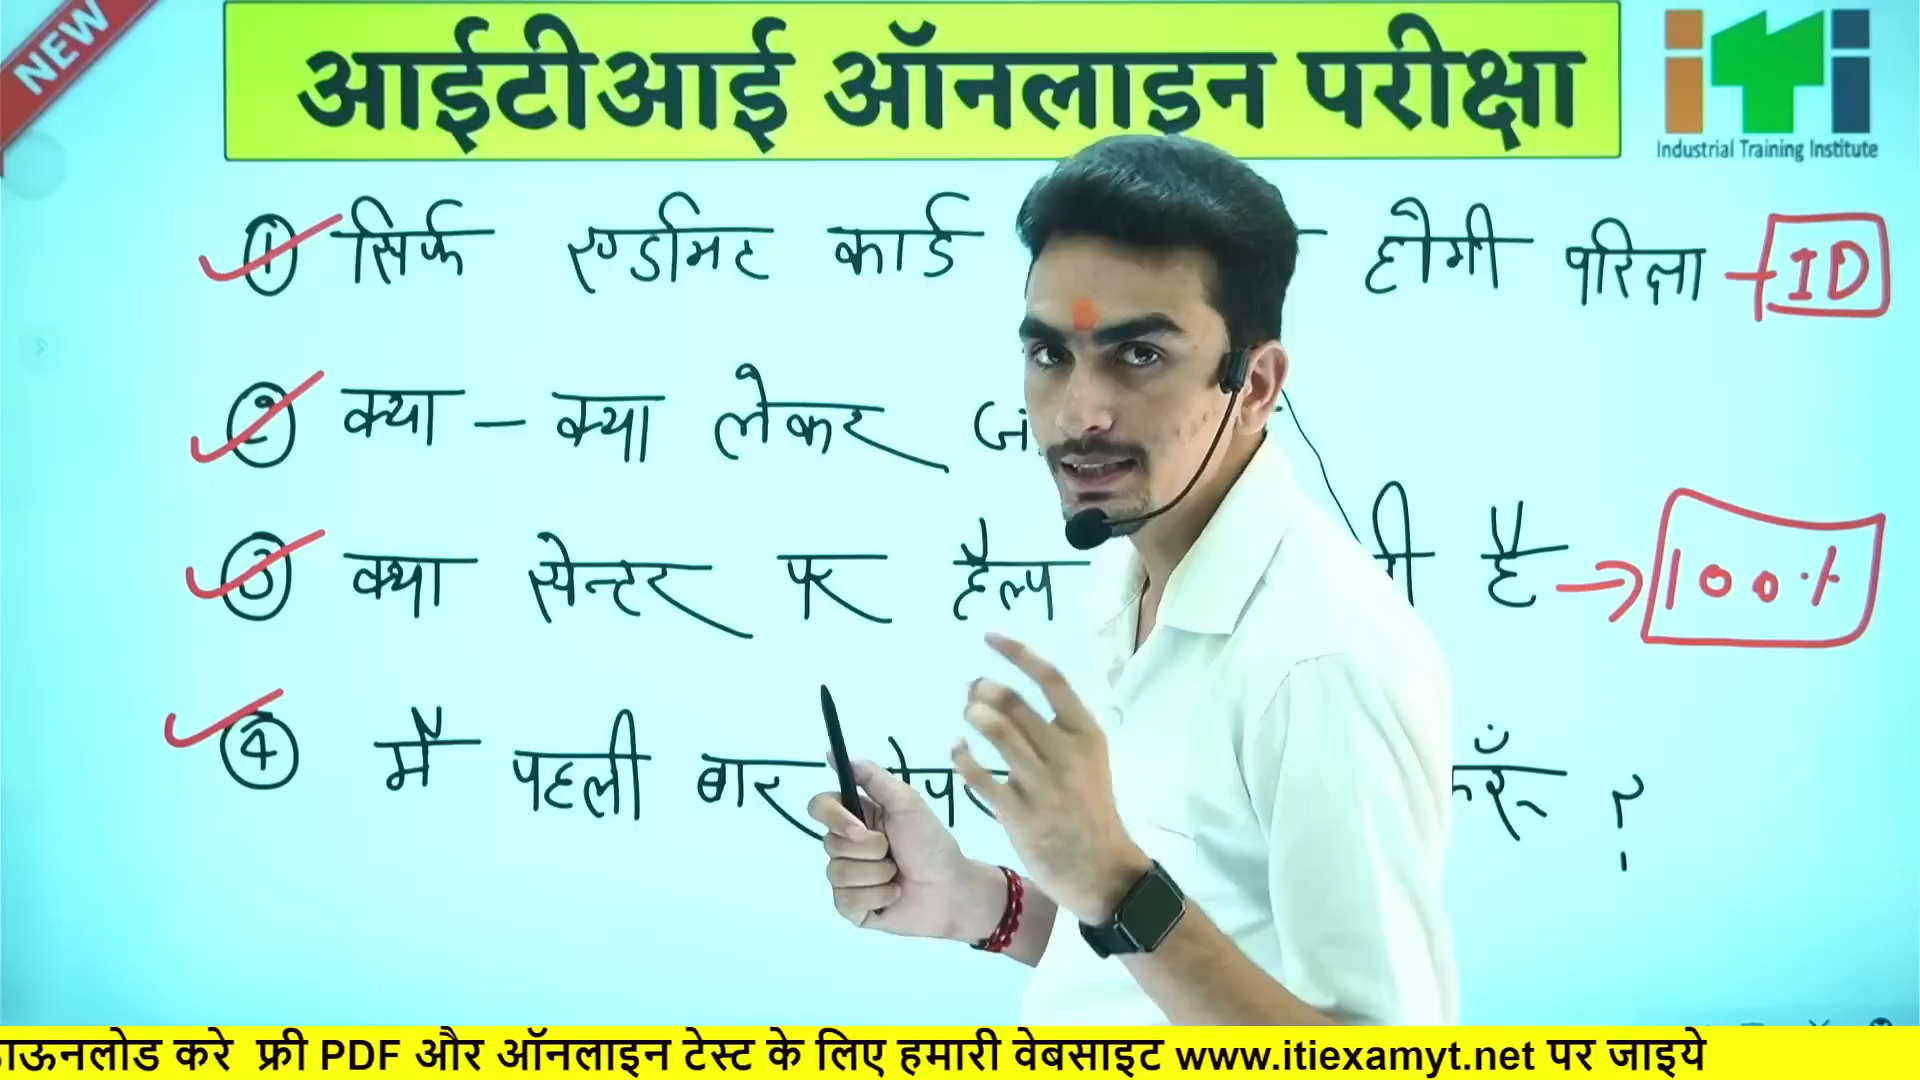 NEW
आईटीआई ऑनलाइन परीक्षा
iTi
Industrial Training Institute
① सिर्फ एडमिट कार्ड होगी परिक्षा + ID
② क्या - क्या लेकर
③ क्या सेन्टर पर हैल्प है → 100%
④ मैं पहली बार ?
डाऊनलोड करे फ्री PDF और ऑनलाइन टेस्ट के लिए हमारी वेबसाइट www.itiexamyt.net पर जाइये